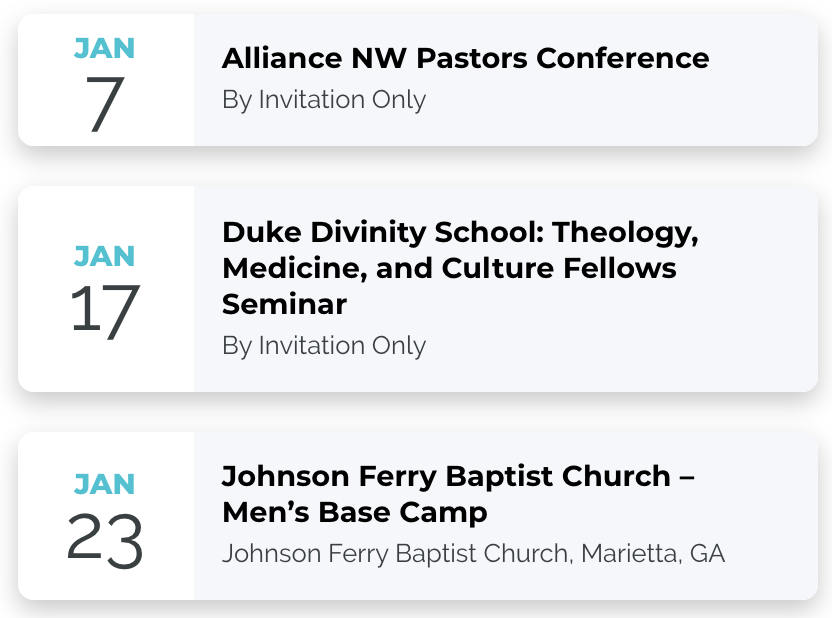 JAN
7
Alliance NW Pastors Conference
By Invitation Only
JAN
17
Duke Divinity School: Theology,
Medicine, and Culture Fellows
Seminar
By Invitation Only
JAN
23
Johnson Ferry Baptist Church –
Men’s Base Camp
Johnson Ferry Baptist Church, Marietta, GA